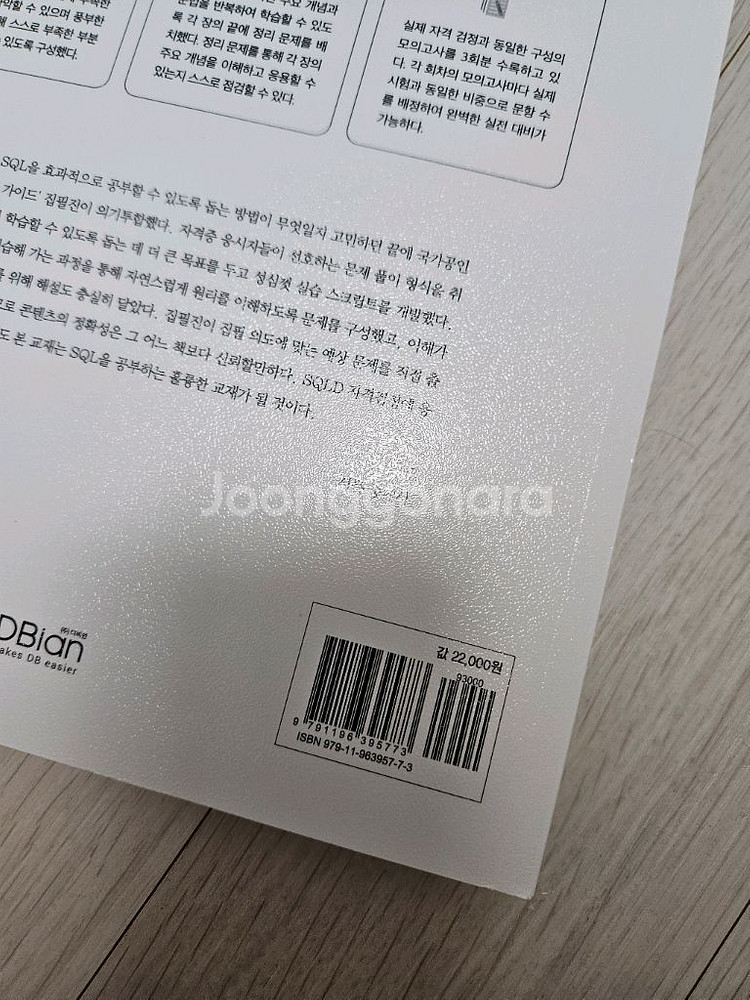 악할 수 있으며 풍부한
해 스스로 부족한 부분
있도록 구성했다.
주요 개념과
문법을 반복하여 학습할 수 있도
록 각 장의 끝에 정리 문제를 배
치했다. 정리 문제를 통해 각 장의
주요 개념을 이해하고 응용할 수
있는지 스스로 점검할 수 있다.
실제 자격 검정과 동일한 구성의
모의고사를 3회분 수록하고 있
다. 각 회차의 모의고사마다 실제
시험과 동일한 비중으로 문항 수
를 배정하여 완벽한 실전 대비가
가능하다.
SQL을 효과적으로 공부할 수 있도록 돕는 방법이 무엇일지 고민하던 끝에 국가공인
가이드' 집필진이 의기투합했다. 자격증 응시자들이 선호하는 문제 풀이 형식을 취
학습할 수 있도록 돕는 데 더 큰 목표를 두고 성심껏 실습 스크립트를 개발했다.
습해 가는 과정을 통해 자연스럽게 원리를 이해하도록 문제를 구성했고, 이해가
를 위해 해설도 충실히 달았다. 집필진이 집필 의도에 맞는 예상 문제를 직접 출
로 콘텐츠의 정확성은 그 어느 책보다 신뢰할만하다. SQLD 자격검정에 응
도 본 교재는 SQL을 공부하는 훌륭한 교재가 될 것이다.
Joonggonara
(주)디비안
DBian
akes DB easier
값 22,000원
93000
9 791196 395773
ISBN 979-11-963957-7-3